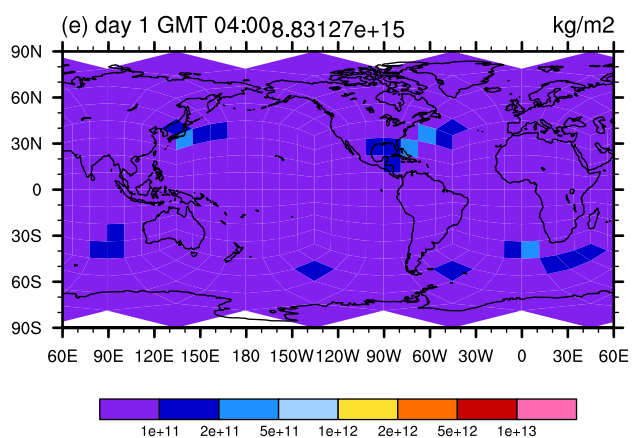 (e) day 1 GMT 04:00 8.83127e+15 kg/m2
90N
60N
30N
0
30S
60S
90S
60E 90E 120E 150E 180 150W 120W 90W 60W 30W 0 30E 60E
1e+11 2e+11 5e+11 1e+12 2e+12 5e+12 1e+13